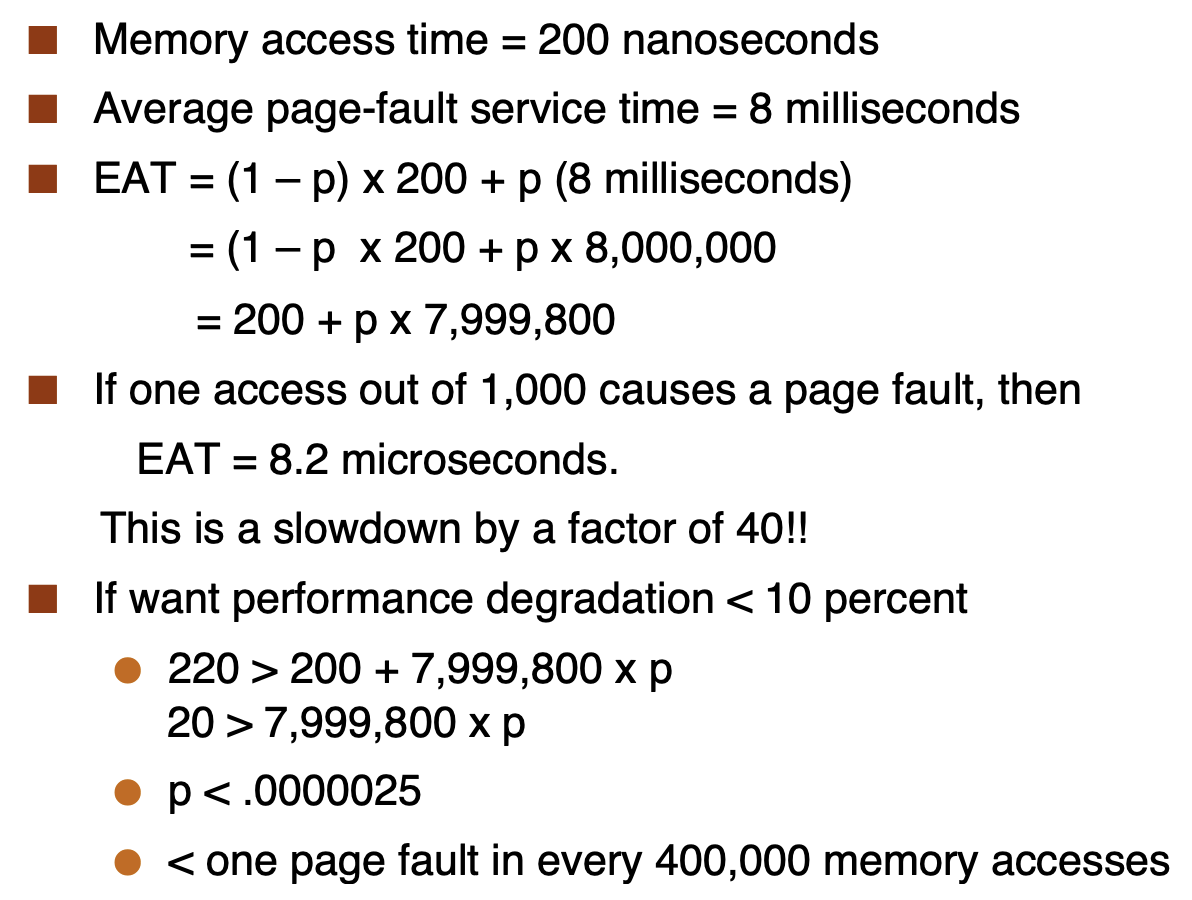 Memory access time = 200 nanoseconds
Average page-fault service time = 8 milliseconds
EAT = (1 – p) x 200 + p (8 milliseconds)
= (1 – p  x 200 + p x 8,000,000
= 200 + p x 7,999,800
If one access out of 1,000 causes a page fault, then
EAT = 8.2 microseconds.
This is a slowdown by a factor of 40!!
If want performance degradation < 10 percent
220 > 200 + 7,999,800 x p
20 > 7,999,800 x p
p < .0000025
< one page fault in every 400,000 memory accesses